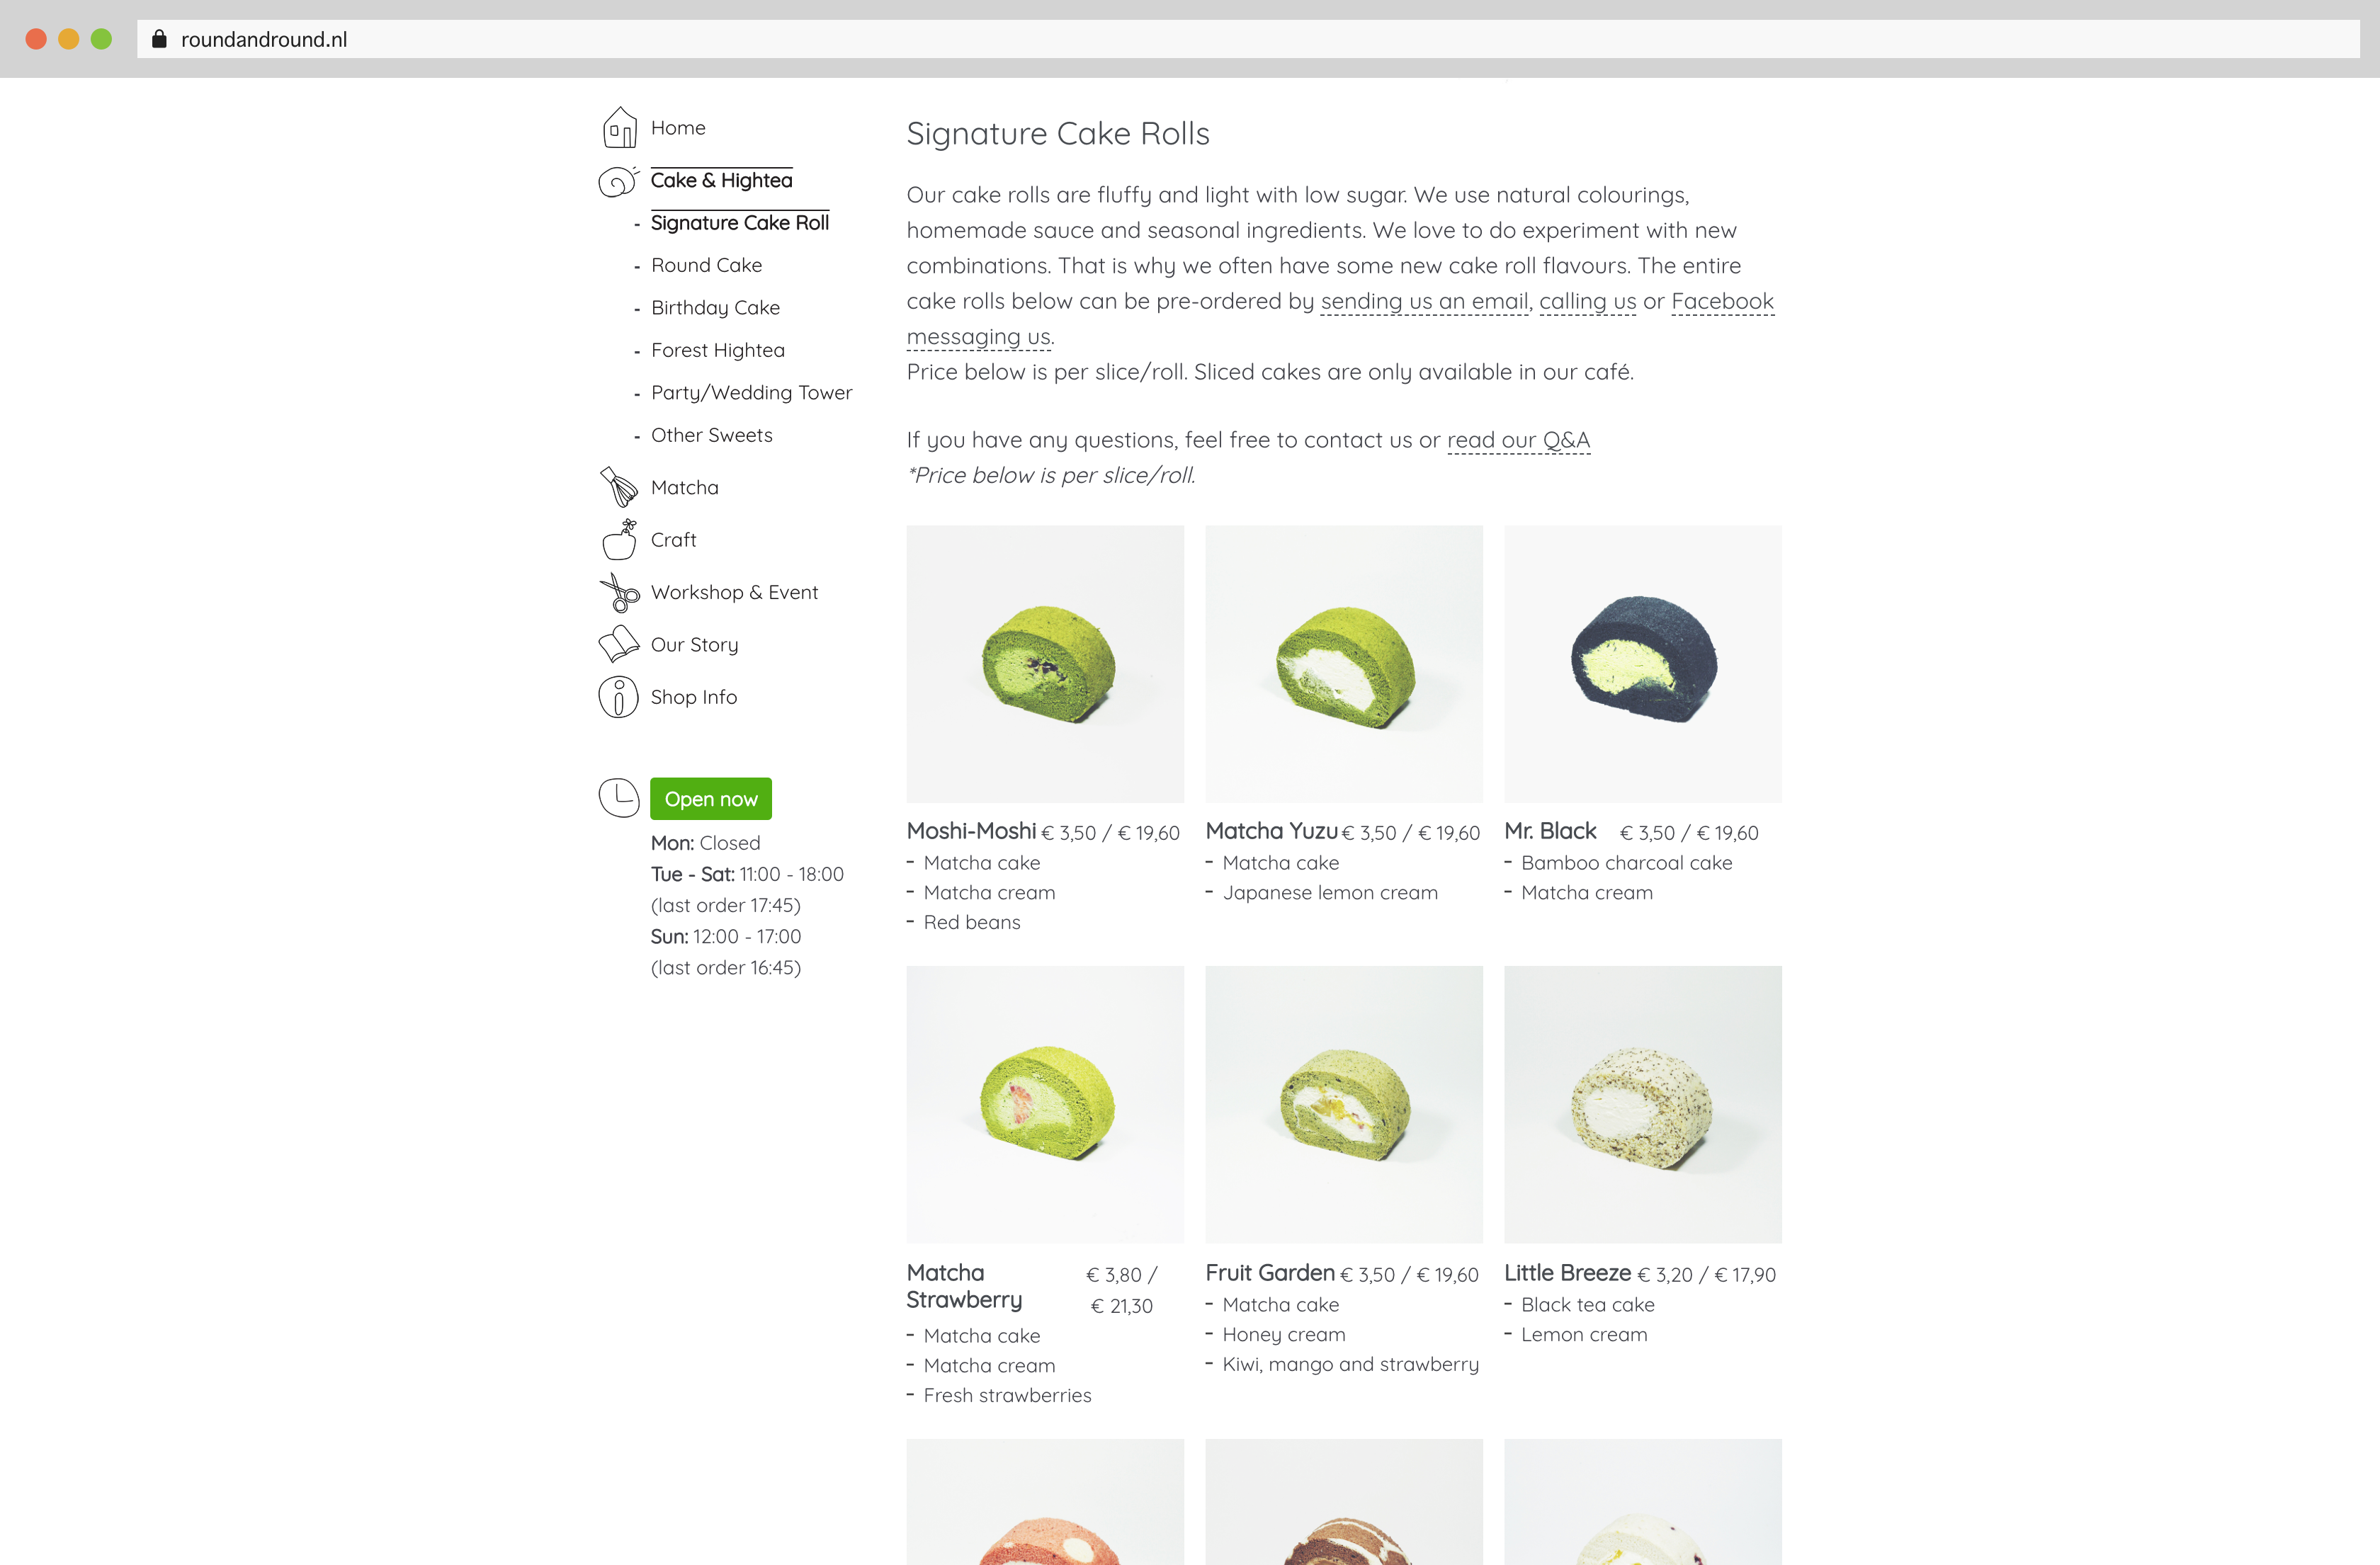 roundandround.nl
Home
Cake & Hightea
- Signature Cake Roll
- Round Cake
- Birthday Cake
- Forest Hightea
- Party/Wedding Tower
- Other Sweets
Matcha
Craft
Workshop & Event
Our Story
Shop Info
Open now
Mon: Closed
Tue - Sat: 11:00 - 18:00
(last order 17:45)
Sun: 12:00 - 17:00
(last order 16:45)
Signature Cake Rolls
Our cake rolls are fluffy and light with low sugar. We use natural colourings,
homemade sauce and seasonal ingredients. We love to do experiment with new
combinations. That is why we often have some new cake roll flavours. The entire
cake rolls below can be pre-ordered by sending us an email, calling us or Facebook
messaging us.
Price below is per slice/roll. Sliced cakes are only available in our café.
If you have any questions, feel free to contact us or read our Q&A
*Price below is per slice/roll.
Moshi-Moshi € 3,50 / € 19,60
- Matcha cake
- Matcha cream
- Red beans
Matcha Yuzu € 3,50 / € 19,60
- Matcha cake
- Japanese lemon cream
Mr. Black € 3,50 / € 19,60
- Bamboo charcoal cake
- Matcha cream
Matcha € 3,80 /
Strawberry € 21,30
- Matcha cake
- Matcha cream
- Fresh strawberries
Fruit Garden € 3,50 / € 19,60
- Matcha cake
- Honey cream
- Kiwi, mango and strawberry
Little Breeze € 3,20 / € 17,90
- Black tea cake
- Lemon cream